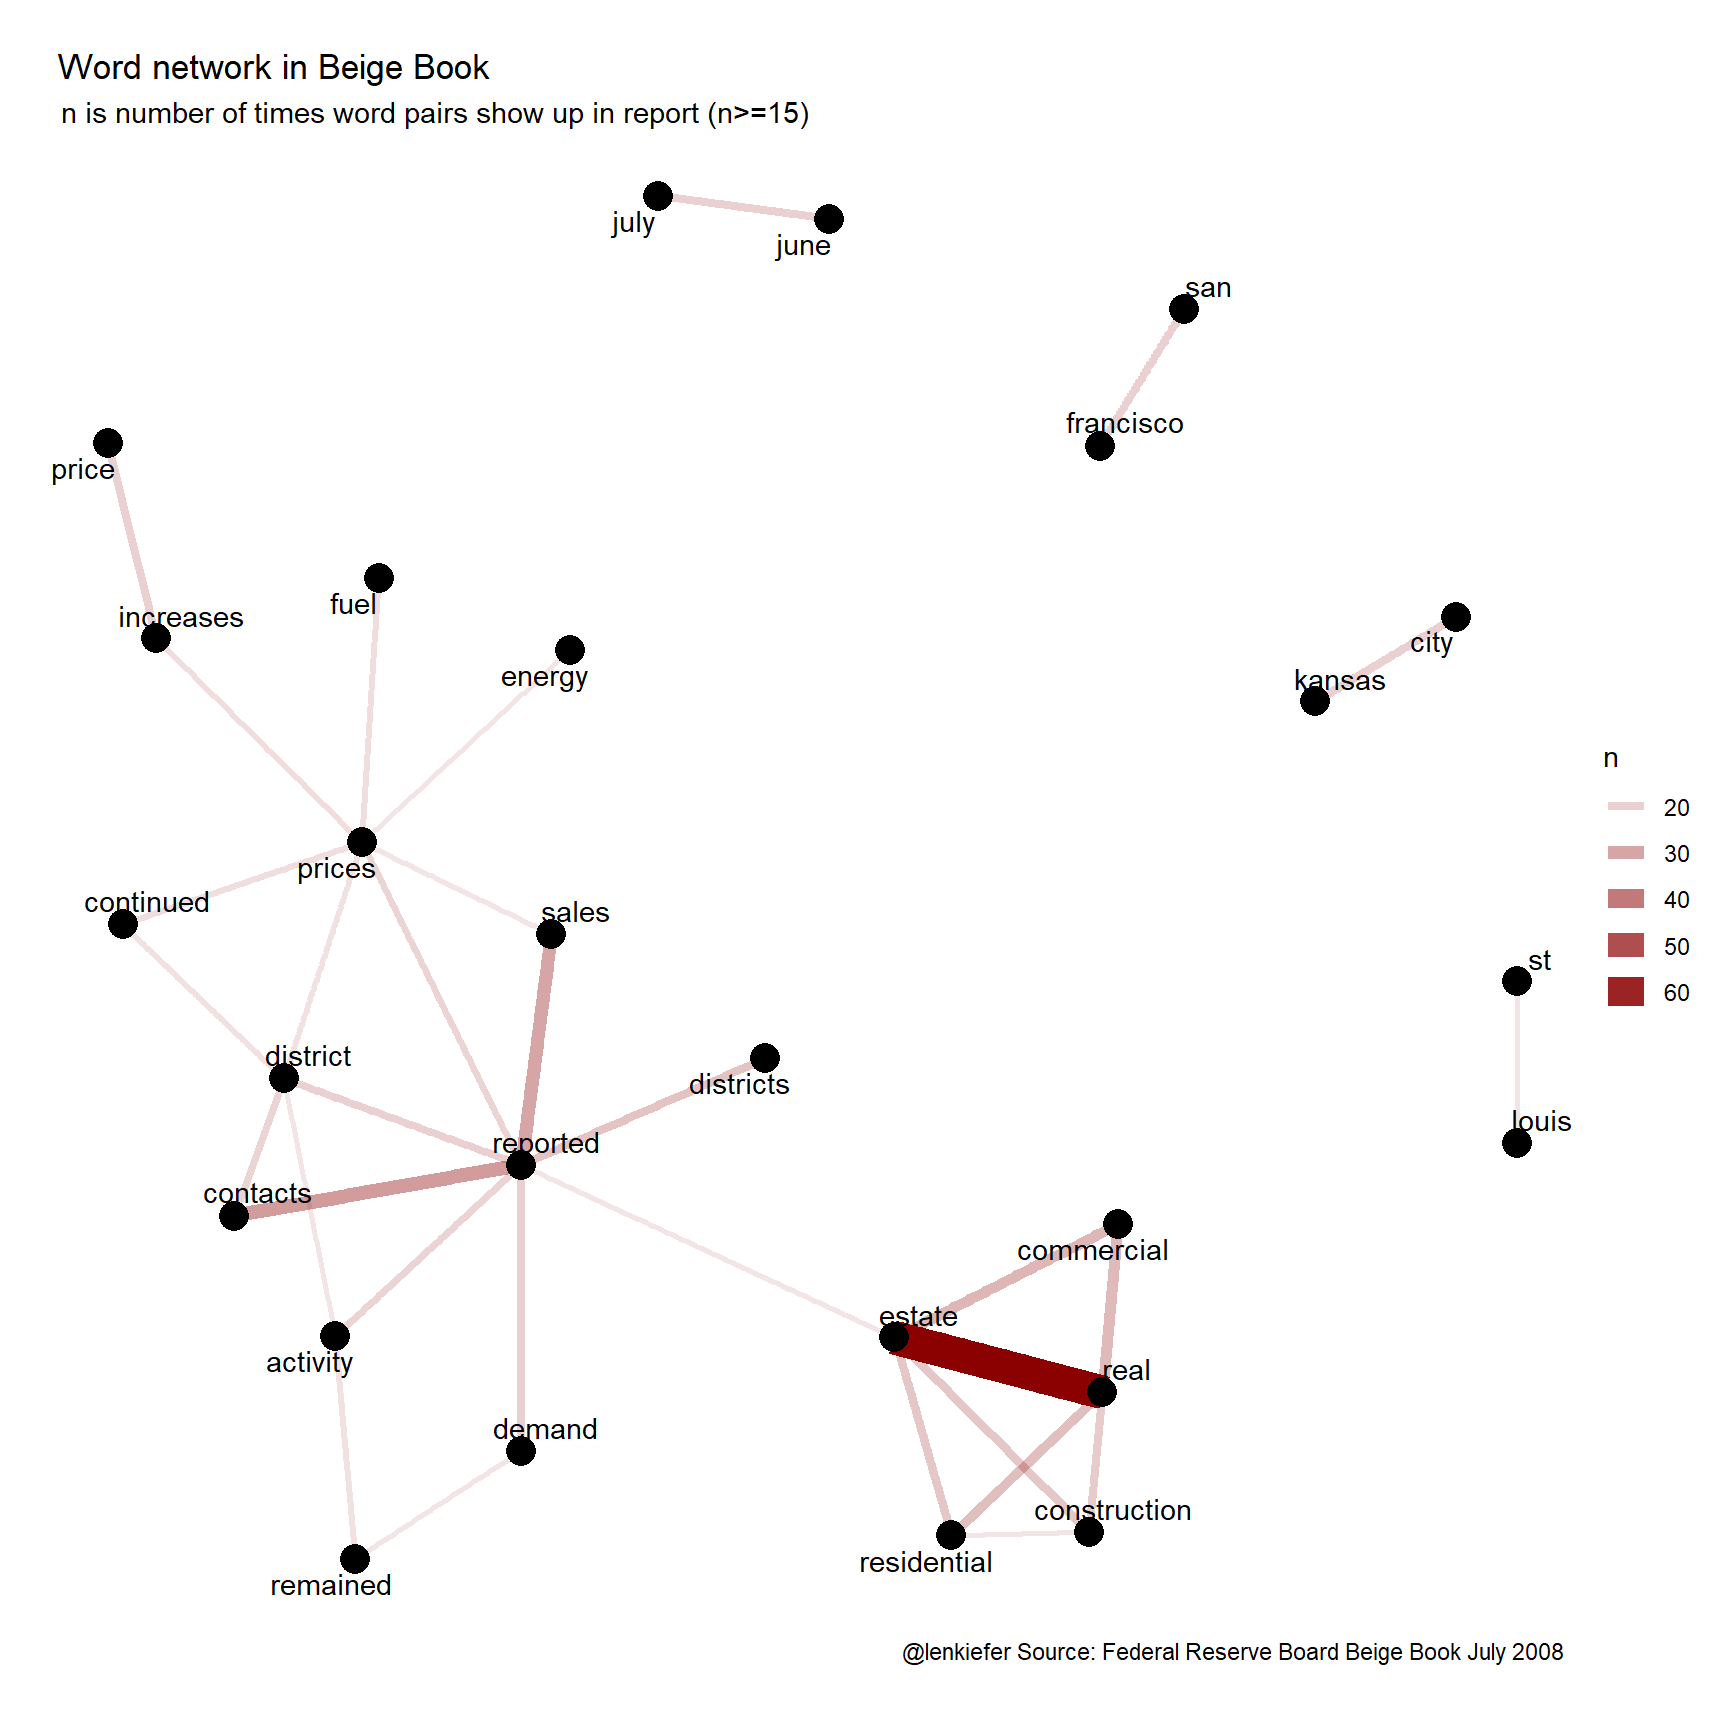 Word network in Beige Book
n is number of times word pairs show up in report (n>=15)
july
june
san
francisco
price
increases
fuel
energy
city
kansas
prices
continued
sales
district
districts
reported
contacts
activity
demand
remained
st
louis
commercial
estate
real
construction
residential
n
20
30
40
50
60
@lenkiefer Source: Federal Reserve Board Beige Book July 2008